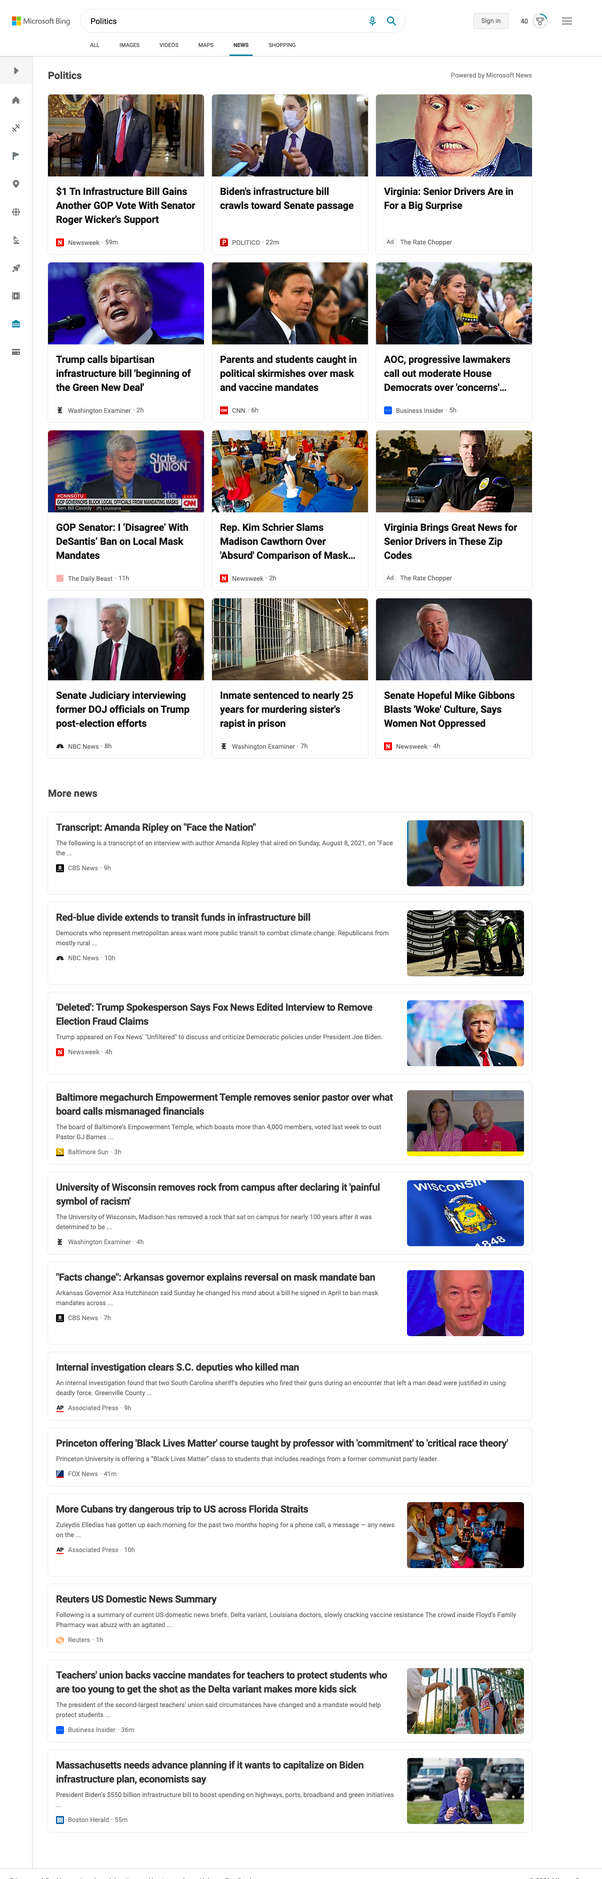 Microsoft Bing
Politics
Sign in
40
ALL
IMAGES
VIDEOS
MAPS
NEWS
SHOPPING
Politics
Powered by Microsoft News
$1 Tn Infrastructure Bill Gains
Another GOP Vote With Senator
Roger Wicker's Support
Newsweek · 59m
Biden's infrastructure bill
crawls toward Senate passage
POLITICO · 22m
Virginia: Senior Drivers Are in
For a Big Surprise
Ad The Rate Chopper
Trump calls bipartisan
infrastructure bill 'beginning of
the Green New Deal'
Washington Examiner · 2h
Parents and students caught in
political skirmishes over mask
and vaccine mandates
CNN · 6h
AOC, progressive lawmakers
call out moderate House
Democrats over 'concerns'...
Business Insider · 5h
State
UNION
#CNNSOTU
GOP GOVERNORS BLOCK LOCAL OFFICIALS FROM MANDATING MASKS
Sen. Bill Cassidy
CNN
GOP Senator: I 'Disagree' With
DeSantis' Ban on Local Mask
Mandates
The Daily Beast · 11h
Rep. Kim Schrier Slams
Madison Cawthorn Over
'Absurd' Comparison of Mask...
Newsweek · 2h
Virginia Brings Great News for
Senior Drivers in These Zip
Codes
Ad The Rate Chopper
Senate Judiciary interviewing
former DOJ officials on Trump
post-election efforts
NBC News · 8h
Inmate sentenced to nearly 25
years for murdering sister's
rapist in prison
Washington Examiner · 7h
Senate Hopeful Mike Gibbons
Blasts 'Woke' Culture, Says
Women Not Oppressed
Newsweek · 4h
More news
Transcript: Amanda Ripley on "Face the Nation"
The following is a transcript of an interview with author Amanda Ripley that aired on Sunday, August 8, 2021, on "Face
the ...
CBS News · 9h
Red-blue divide extends to transit funds in infrastructure bill
Democrats who represent metropolitan areas want more public transit to combat climate change. Republicans from
mostly rural ...
NBC News · 10h
'Deleted': Trump Spokesperson Says Fox News Edited Interview to Remove
Election Fraud Claims
Trump appeared on Fox News' "Unfiltered" to discuss and criticize Democratic policies under President Joe Biden.
Newsweek · 4h
Baltimore megachurch Empowerment Temple removes senior pastor over what
board calls mismanaged financials
The board of Baltimore's Empowerment Temple, which boasts more than 4,000 members, voted last week to oust
Pastor GJ Barnes ...
Baltimore Sun · 3h
University of Wisconsin removes rock from campus after declaring it 'painful
symbol of racism'
The University of Wisconsin, Madison has removed a rock that sat on campus for nearly 100 years after it was
determined to be ...
Washington Examiner · 4h
WISCONSIN
1848
"Facts change": Arkansas governor explains reversal on mask mandate ban
Arkansas Governor Asa Hutchinson said Sunday he changed his mind about a bill he signed in April to ban mask
mandates across ...
CBS News · 7h
Internal investigation clears S.C. deputies who killed man
An internal investigation found that two South Carolina sheriff's deputies who fired their guns during an encounter that left a man dead were justified in using
deadly force. Greenville County ...
AP Associated Press · 9h
Princeton offering 'Black Lives Matter' course taught by professor with 'commitment' to 'critical race theory'
Princeton University is offering a "Black Lives Matter" class to students that includes readings from a former communist party leader.
FOX News · 41m
More Cubans try dangerous trip to US across Florida Straits
Zuleydis Elledias has gotten up each morning for the past two months hoping for a phone call, a message — any news
on the ...
AP Associated Press · 10h
Reuters US Domestic News Summary
Following is a summary of current US domestic news briefs. Delta variant, Louisiana doctors, slowly cracking vaccine resistance The crowd inside Floyd's Family
Pharmacy was abuzz with an agitated ...
Reuters · 1h
Teachers' union backs vaccine mandates for teachers to protect students who
are too young to get the shot as the Delta variant makes more kids sick
The president of the second-largest teachers' union said circumstances have changed and a mandate would help
protect students ...
Business Insider · 36m
Massachusetts needs advance planning if it wants to capitalize on Biden
infrastructure plan, economists say
President Biden's $550 billion infrastructure bill to boost spending on highways, ports, broadband and green initiatives
...
Boston Herald · 55m